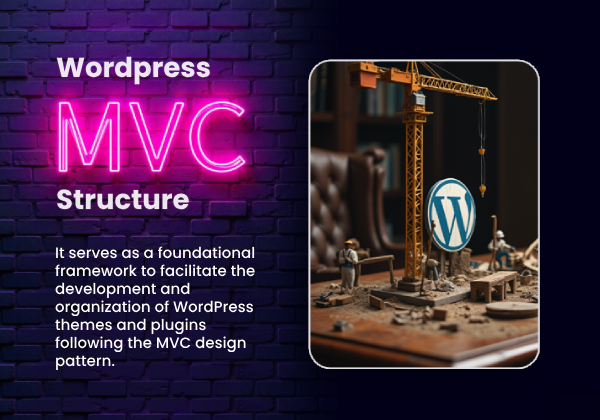 Wordpress
MVC
Structure
It serves as a foundational
framework to facilitate the
development and
organization of WordPress
themes and plugins
following the MVC design
pattern.
W